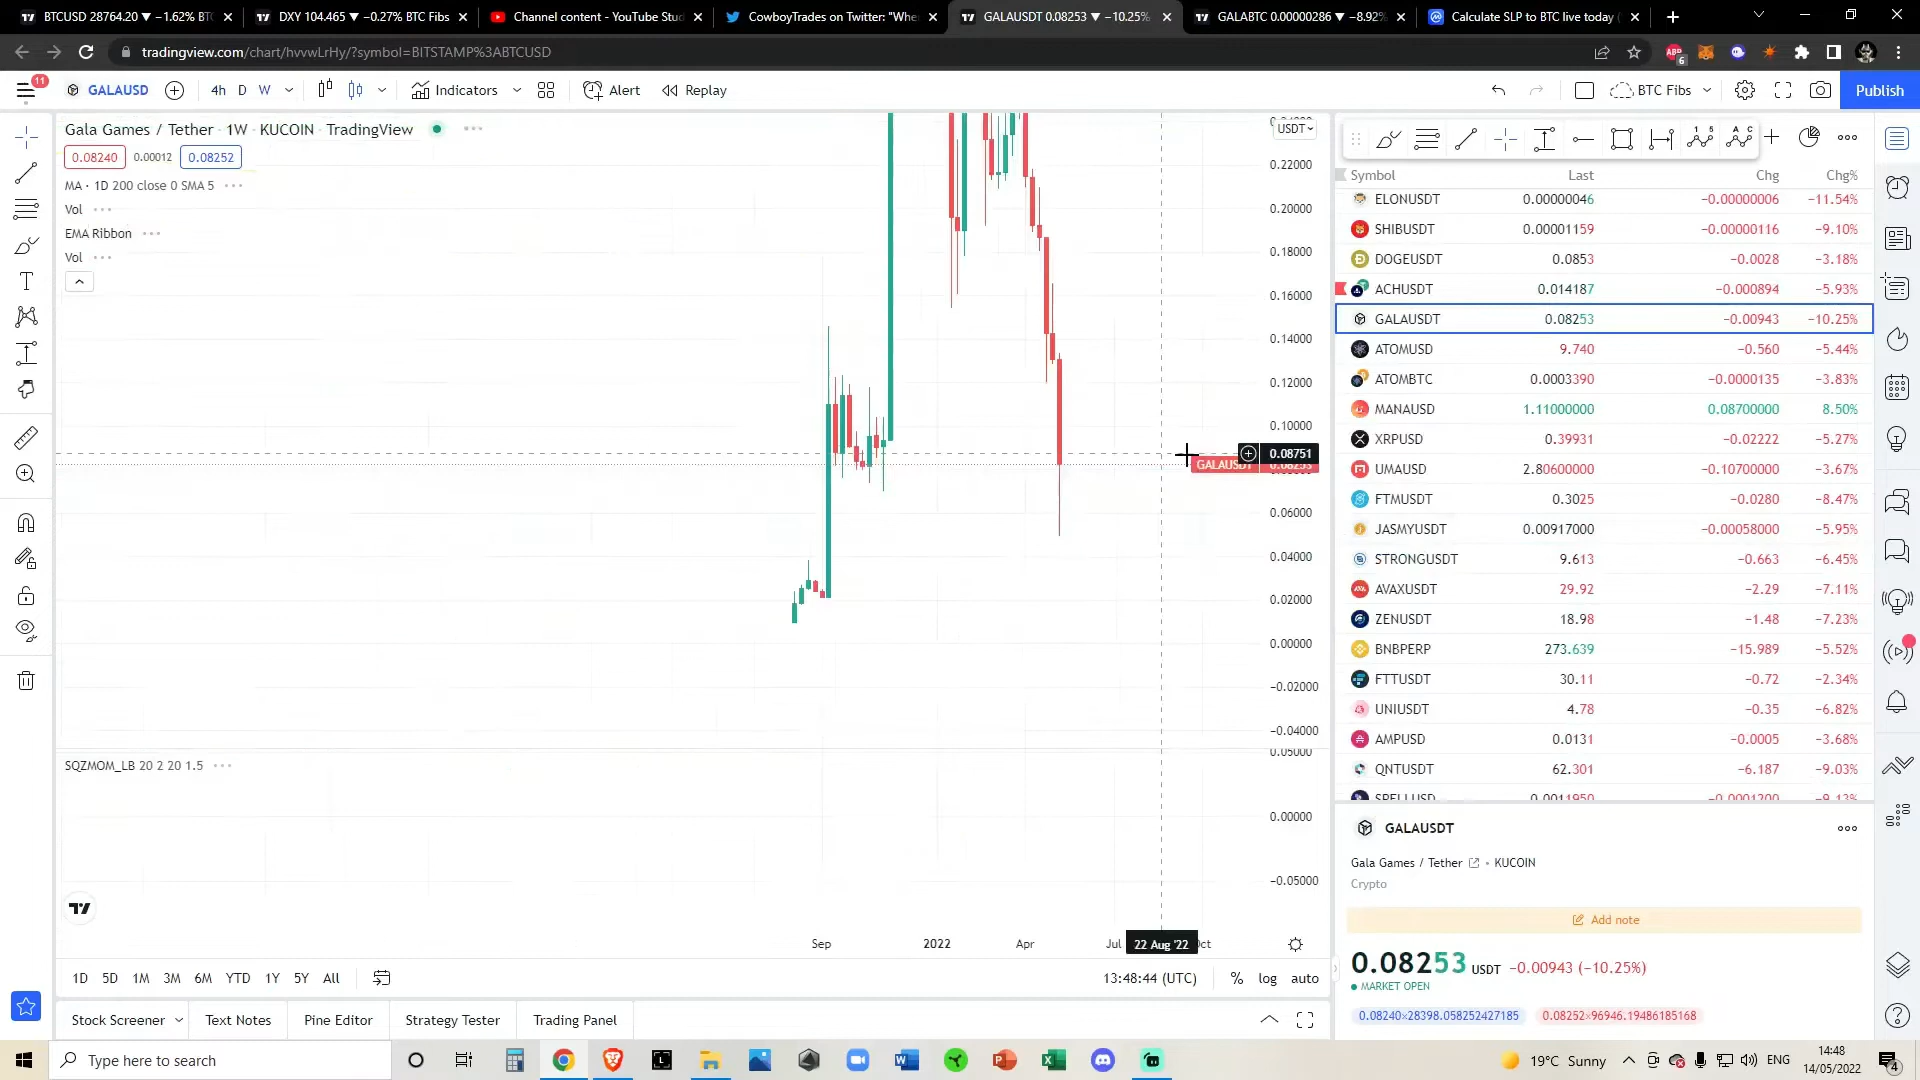 BTCUSD 28764.20 ▼ −1.62% BTC
DXY 104.465 ▼ −0.27% BTC Fibs
Channel content - YouTube Stud
CowboyTrades on Twitter: "Whe
GALAUSDT 0.08253 ▼ −10.25%
GALABTC 0.00000286 ▼ −8.92%
Calculate SLP to BTC live today (
tradingview.com/chart/hvvwLrHy/?symbol=BITSTAMP%3ABTCUSD
ABP
6
11
GALAUSD
4h D W
Indicators
Alert
Replay
BTC Fibs
Publish
Gala Games / Tether · 1W · KUCOIN · TradingView
0.08240
0.00012
0.08252
MA · 1D 200 close 0 SMA 5
Vol
EMA Ribbon
Vol
USDT
0.22000
0.20000
0.18000
0.16000
0.14000
0.12000
0.10000
0.08751
GALAUSDT
0.08253
0.06000
0.04000
0.02000
0.00000
−0.02000
−0.04000
0.05000
SQZMOM_LB 20 2 20 1.5
0.00000
−0.05000
Sep
2022
Apr
Jul
22 Aug '22
1D 5D 1M 3M 6M YTD 1Y 5Y All
13:48:44 (UTC)
% log auto
Stock Screener
Text Notes
Pine Editor
Strategy Tester
Trading Panel
Symbol Last Chg Chg%
ELONUSDT 0.00000046 −0.00000006 −11.54%
SHIBUSDT 0.00001159 −0.00000116 −9.10%
DOGEUSDT 0.0853 −0.0028 −3.18%
ACHUSDT 0.014187 −0.000894 −5.93%
GALAUSDT 0.08253 −0.00943 −10.25%
ATOMUSD 9.740 −0.560 −5.44%
ATOMBTC 0.0003390 −0.0000135 −3.83%
MANAUSD 1.11000000 0.08700000 8.50%
XRPUSD 0.39931 −0.02222 −5.27%
UMAUSD 2.80600000 −0.10700000 −3.67%
FTMUSDT 0.3025 −0.0280 −8.47%
JASMYUSDT 0.00917000 −0.00058000 −5.95%
STRONGUSDT 9.613 −0.663 −6.45%
AVAXUSDT 29.92 −2.29 −7.11%
ZENUSDT 18.98 −1.48 −7.23%
BNBPERP 273.639 −15.989 −5.52%
FTTUSDT 30.11 −0.72 −2.34%
UNIUSDT 4.78 −0.35 −6.82%
AMPUSD 0.0131 −0.0005 −3.68%
QNTUSDT 62.301 −6.187 −9.03%
SPELLUSD 0.0011950 −0.0001200 −9.13%
GALAUSDT
Gala Games / Tether · KUCOIN
Crypto
Add note
0.08253 USDT −0.00943 (−10.25%)
MARKET OPEN
0.08240×28398.058252427185
0.08252×96946.19486185168
Type here to search
19°C Sunny
ENG
14:48
14/05/2022
4